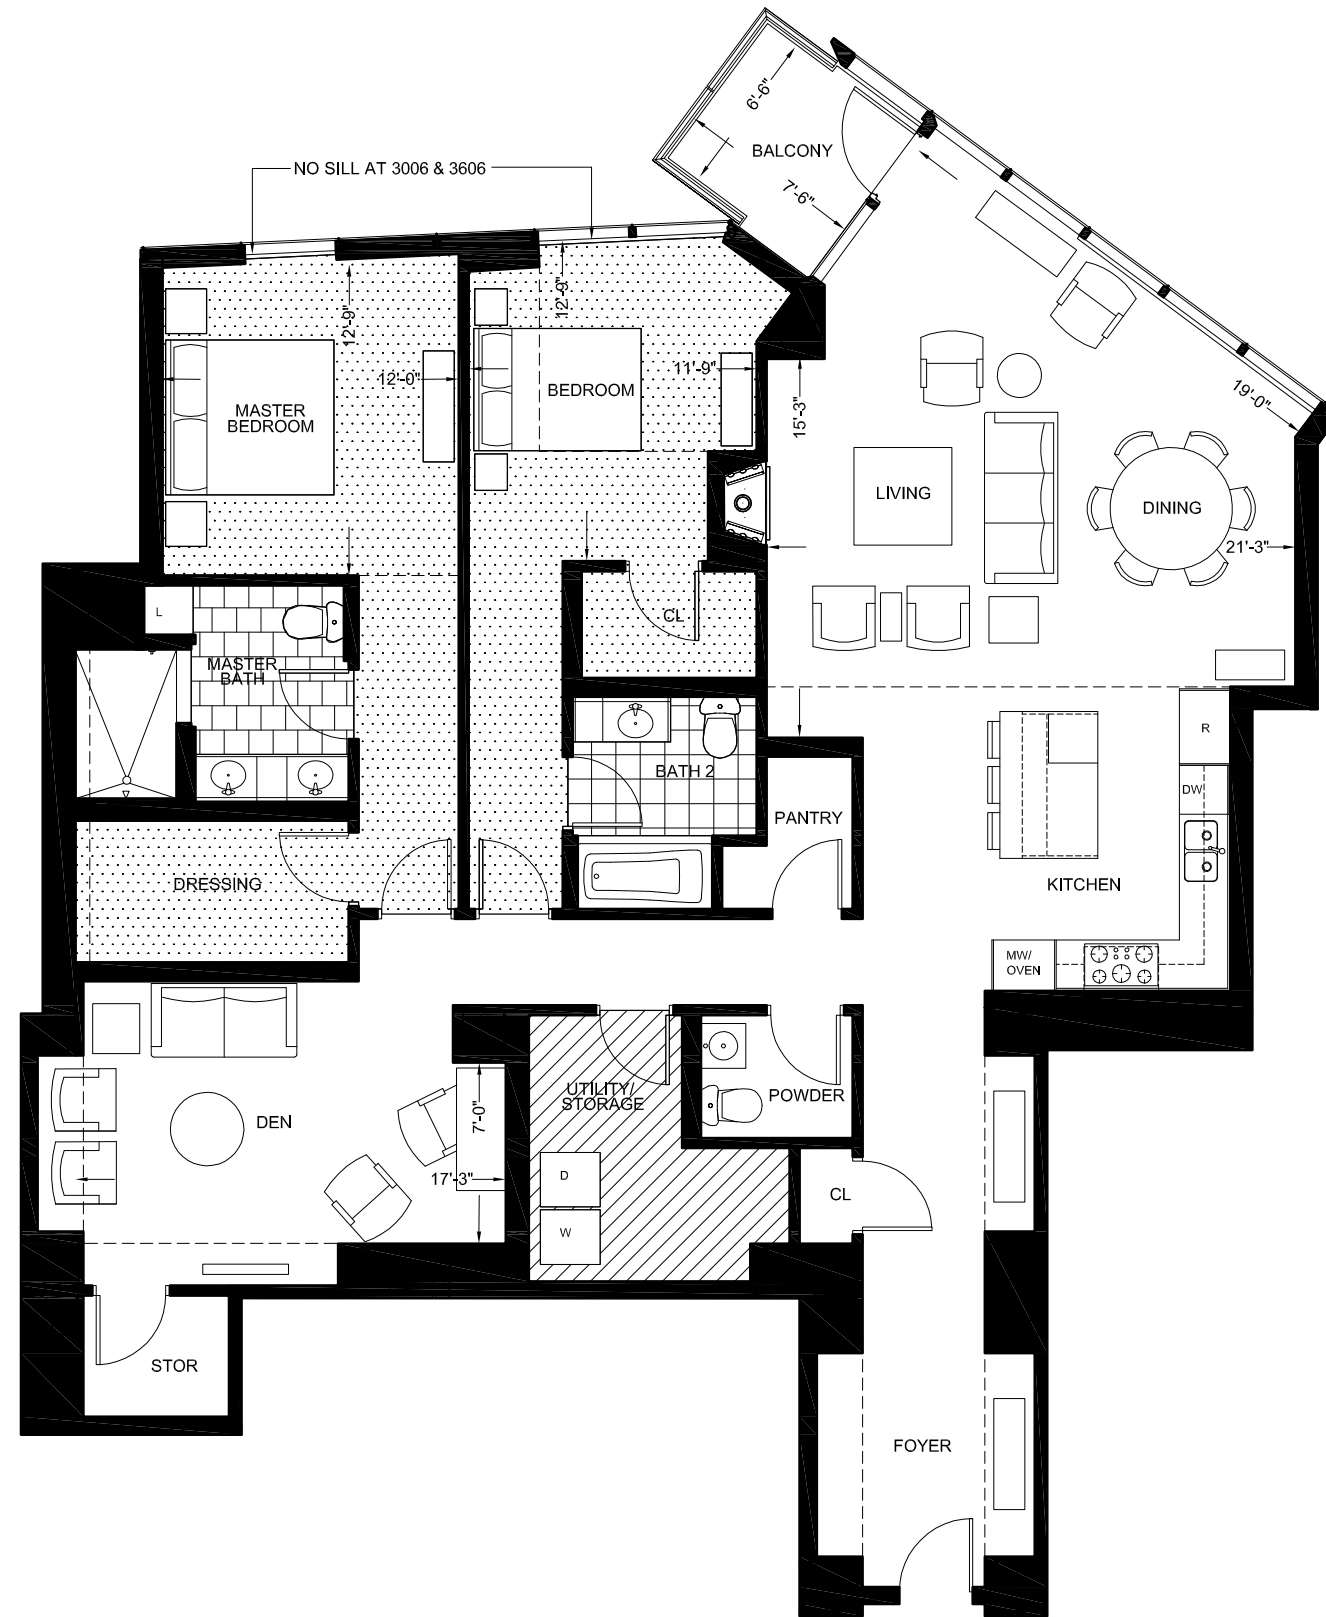 6'-6"
BALCONY
7'-6"
NO SILL AT 3006 & 3606
12'-9"
12'-9"
12'-0"
11'-9"
MASTER
BEDROOM
BEDROOM
15'-3"
19'-0"
LIVING
DINING
21'-3"
L
CL
MASTER
BATH
R
BATH 2
DW
PANTRY
DRESSING
KITCHEN
MW/
OVEN
UTILITY/
STORAGE
POWDER
DEN
7'-0"
17'-3"
D
CL
W
STOR
FOYER